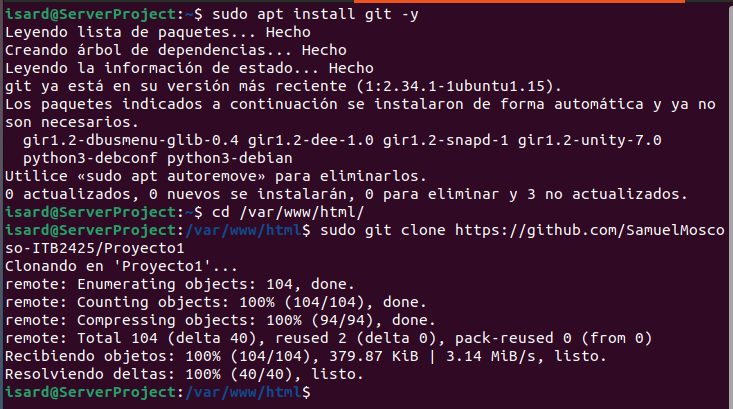 isard@ServerProject:~$ sudo apt install git -y
Leyendo lista de paquetes... Hecho
Creando árbol de dependencias... Hecho
Leyendo la información de estado... Hecho
git ya está en su versión más reciente (1:2.34.1-1ubuntu1.15).
Los paquetes indicados a continuación se instalaron de forma automática y ya no
son necesarios.
  gir1.2-dbusmenu-glib-0.4 gir1.2-dee-1.0 gir1.2-snapd-1 gir1.2-unity-7.0
  python3-debconf python3-debian
Utilice «sudo apt autoremove» para eliminarlos.
0 actualizados, 0 nuevos se instalarán, 0 para eliminar y 3 no actualizados.
isard@ServerProject:~$ cd /var/www/html/
isard@ServerProject:/var/www/html$ sudo git clone https://github.com/SamuelMosco
so-ITB2425/Proyecto1
Clonando en 'Proyecto1'...
remote: Enumerating objects: 104, done.
remote: Counting objects: 100% (104/104), done.
remote: Compressing objects: 100% (94/94), done.
remote: Total 104 (delta 40), reused 2 (delta 0), pack-reused 0 (from 0)
Recibiendo objetos: 100% (104/104), 379.87 KiB | 3.14 MiB/s, listo.
Resolviendo deltas: 100% (40/40), listo.
isard@ServerProject:/var/www/html$